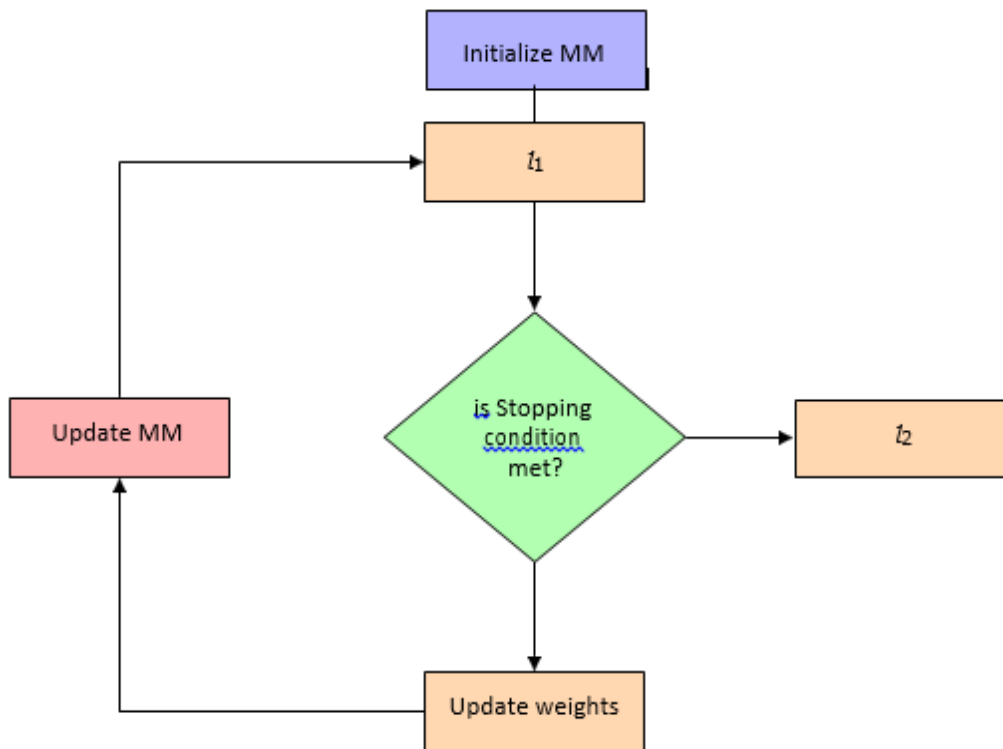 Initialize MM
l₁
is Stopping
condition
met?
Update MM
l₂
Update weights